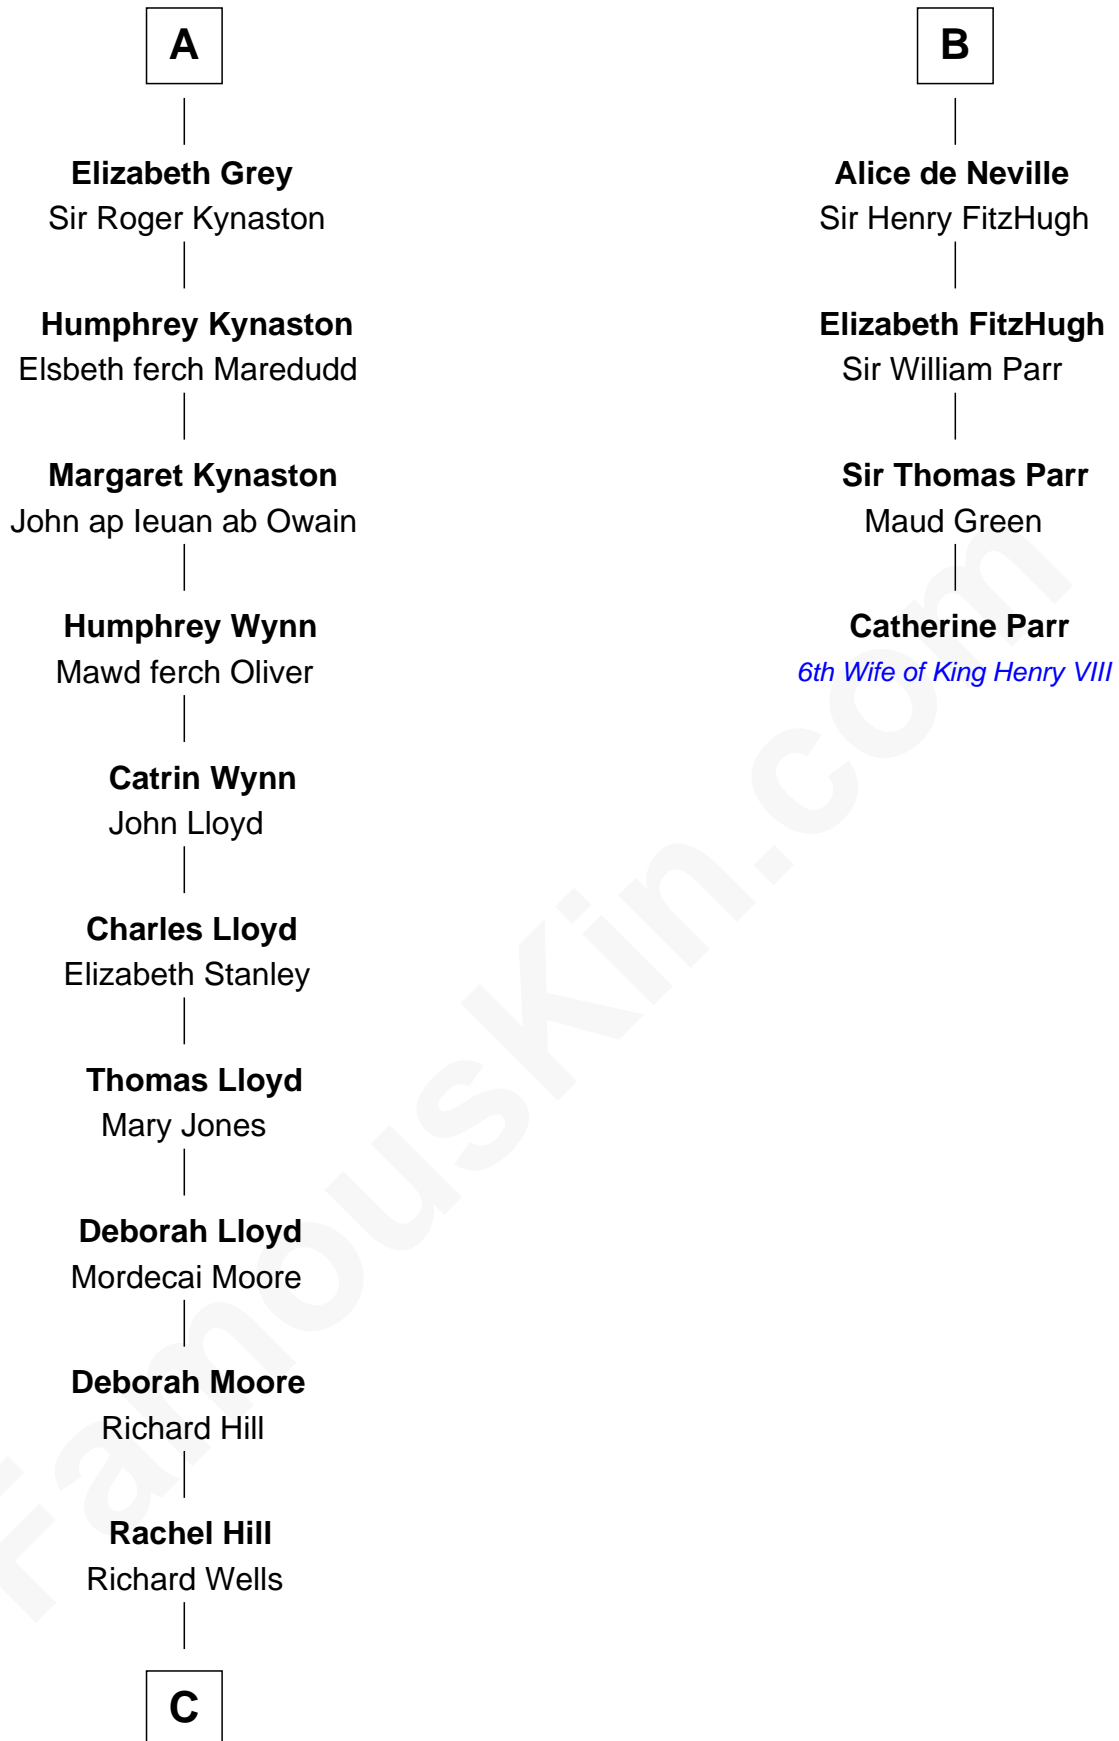 A
Elizabeth Grey
Sir Roger Kynaston
Humphrey Kynaston
Elsbeth ferch Maredudd
Margaret Kynaston
John ap Ieuan ab Owain
Humphrey Wynn
Mawd ferch Oliver
Catrin Wynn
John Lloyd
Charles Lloyd
Elizabeth Stanley
Thomas Lloyd
Mary Jones
Deborah Lloyd
Mordecai Moore
Deborah Moore
Richard Hill
Rachel Hill
Richard Wells
C
B
Alice de Neville
Sir Henry FitzHugh
Elizabeth FitzHugh
Sir William Parr
Sir Thomas Parr
Maud Green
Catherine Parr
6th Wife of King Henry VIII
FamousKin.com